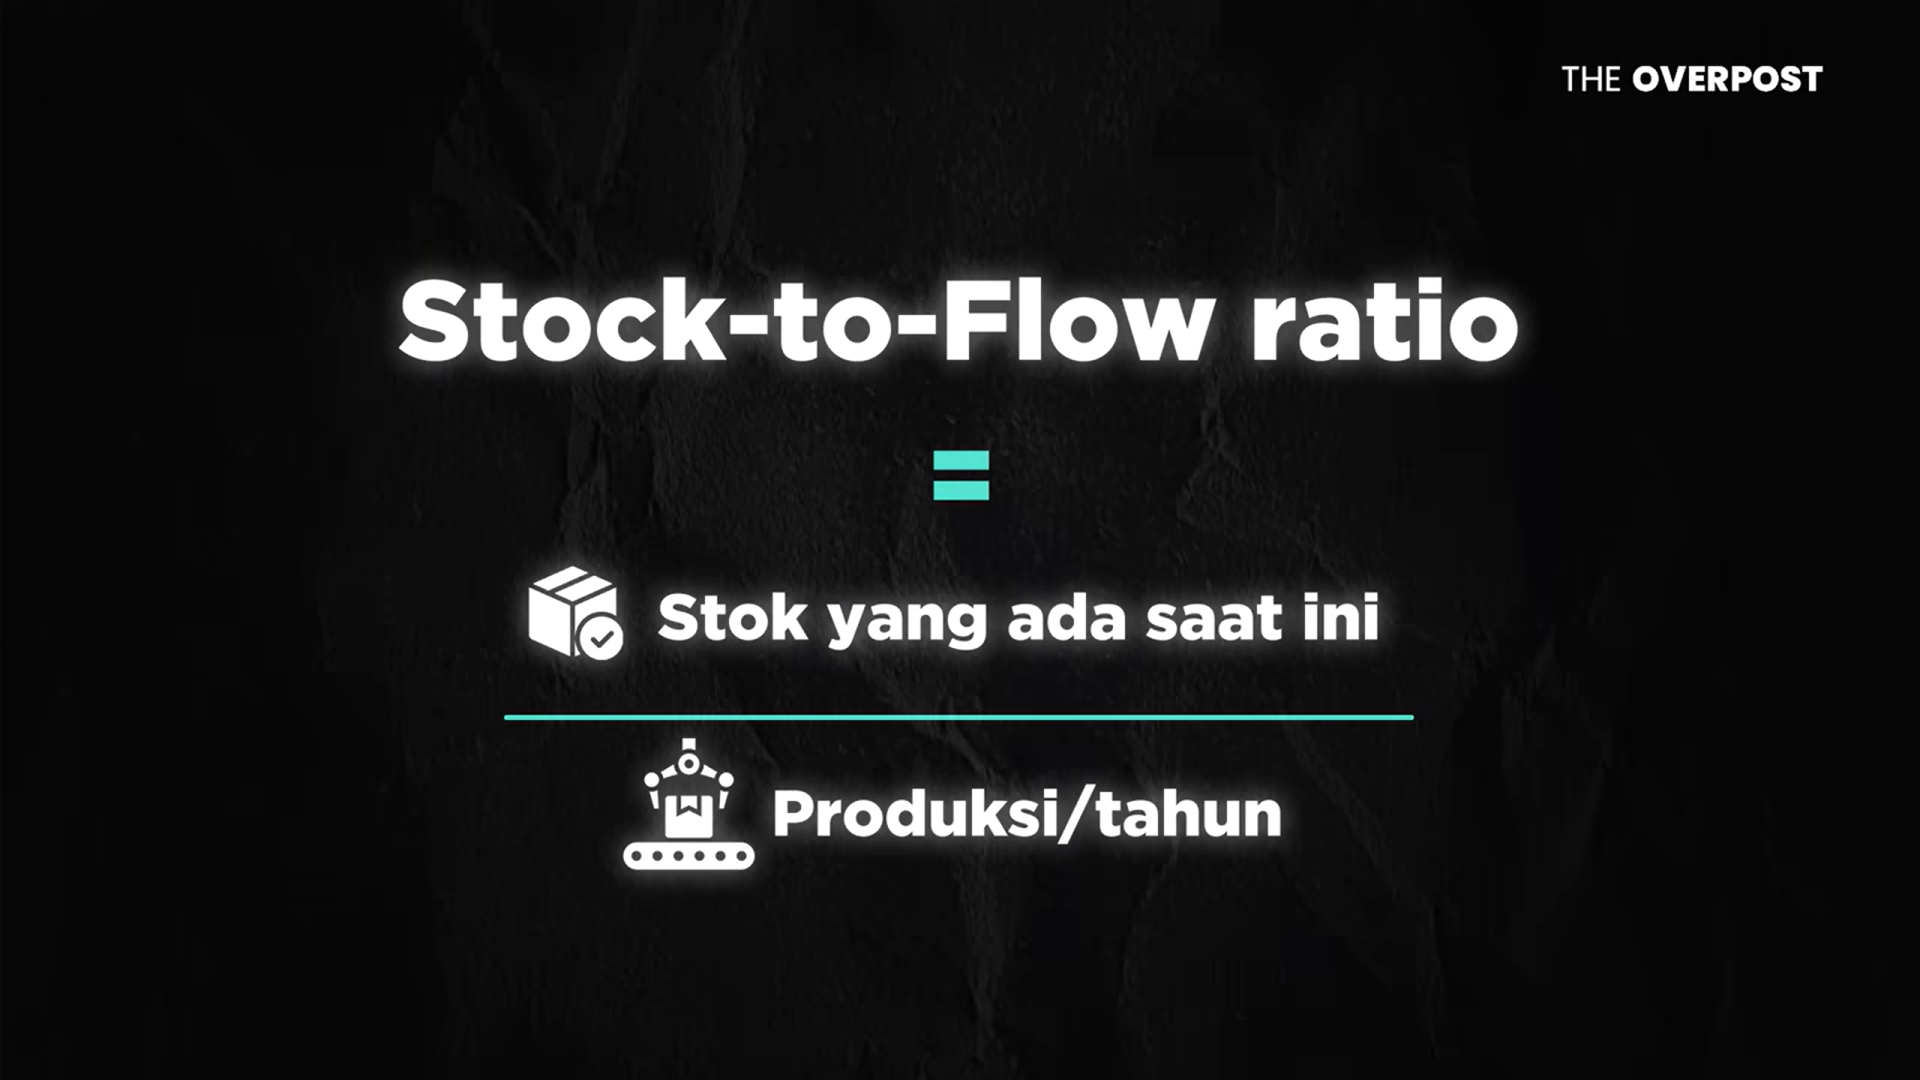 THE OVERPOST
Stock-to-Flow ratio
=
Stok yang ada saat ini
Produksi/tahun